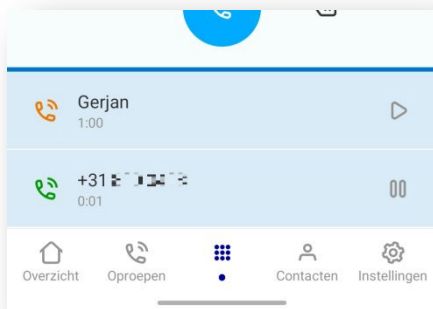 Gerjan
1:00
+31
0:01
Overzicht
Oproepen
Contacten
Instellingen